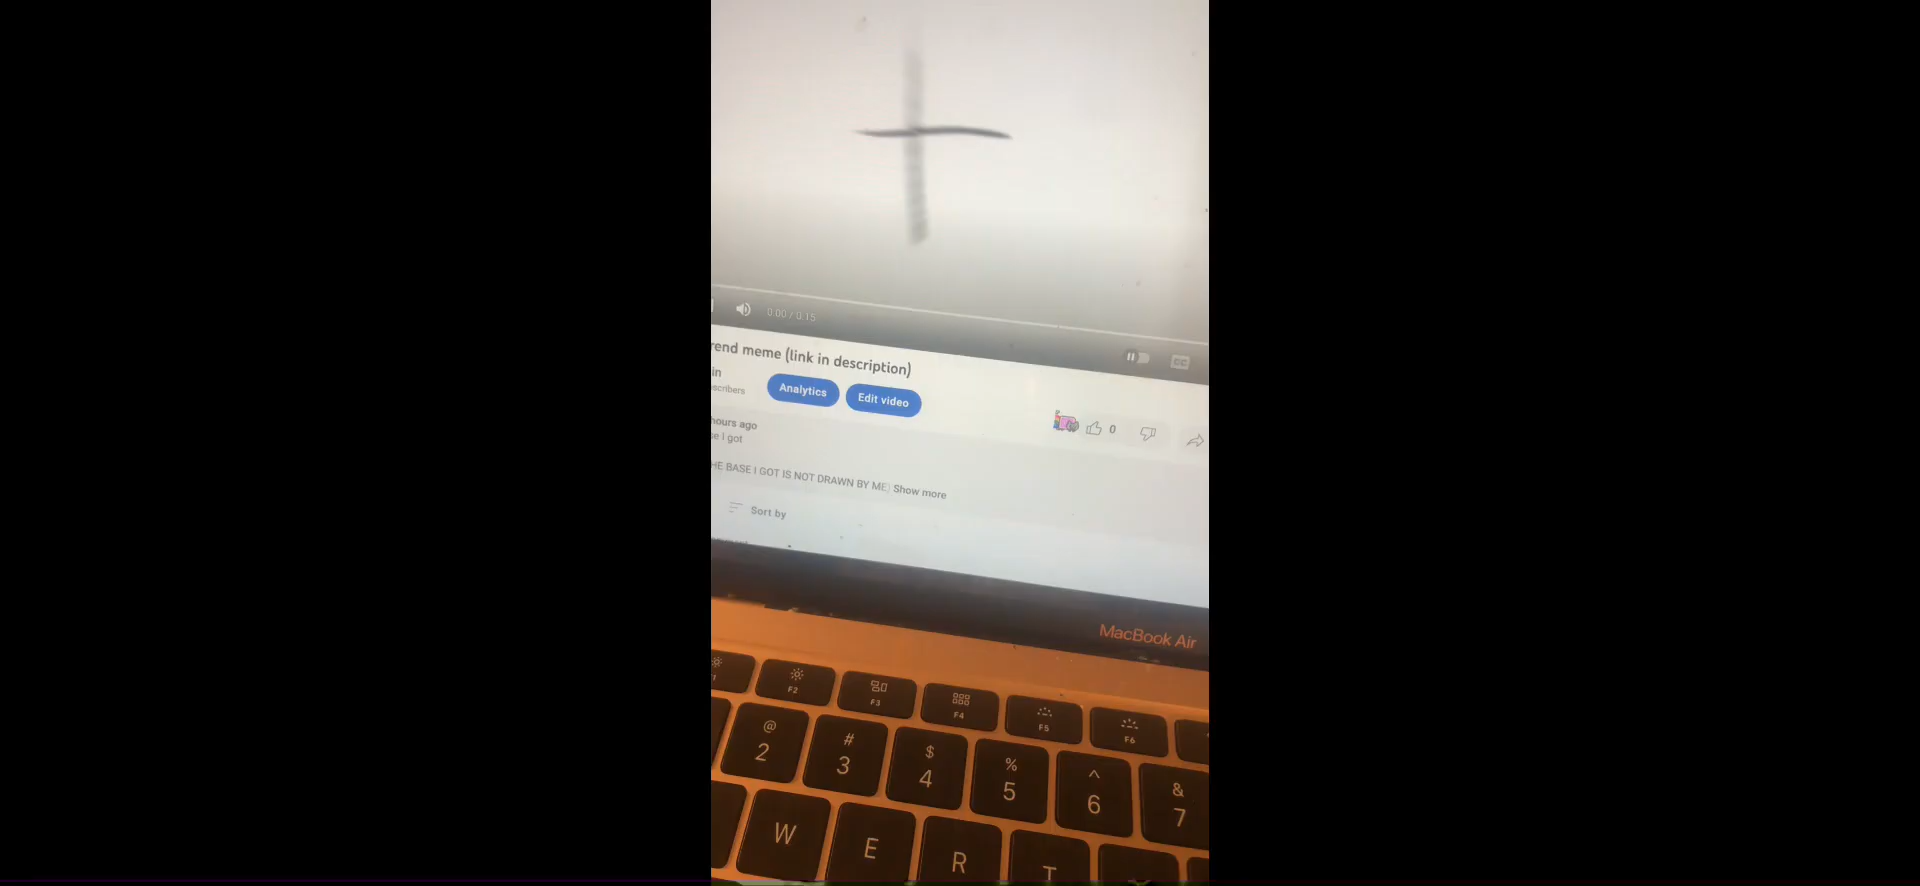 0:00 / 0:15
CC
rend meme (link in description)
in
scribers
Analytics
Edit video
0
hours ago
se I got
HE BASE I GOT IS NOT DRAWN BY ME) Show more
Sort by
MacBook Air
F2
F3
F4
F5
F6
@
2
#
3
$
4
%
5
^
6
&
7
W
E
R
T